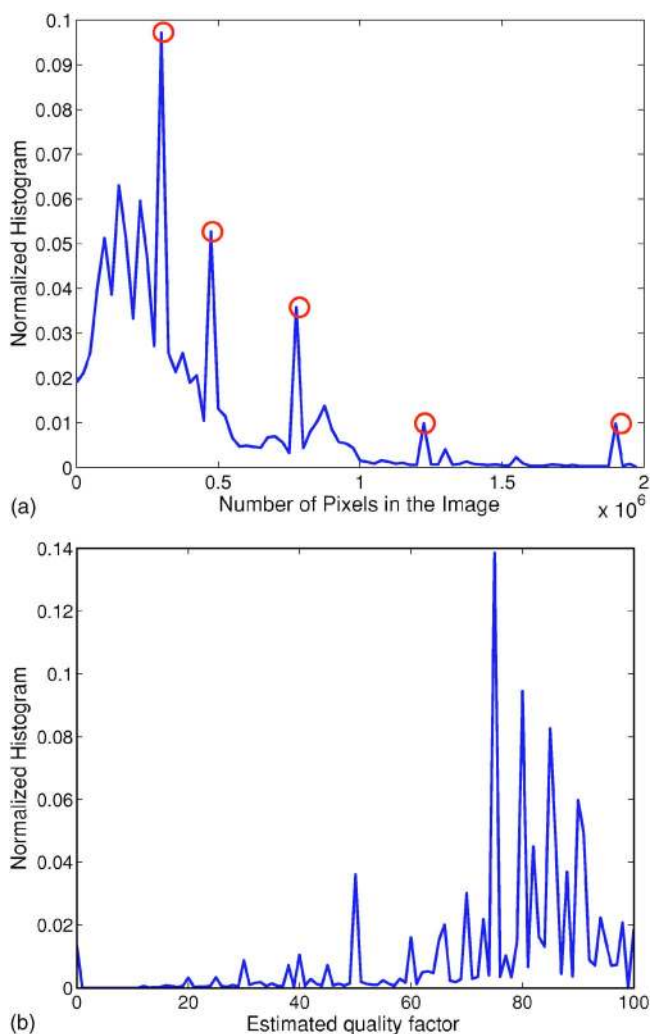 0.1
0.09
0.08
0.07
0.06
0.05
0.04
0.03
0.02
0.01
0
Normalized Histogram
0 0.5 1 1.5 2
Number of Pixels in the Image
x 10^6
(a)
0.14
0.12
0.1
0.08
0.06
0.04
0.02
0
Normalized Histogram
0 20 40 60 80 100
Estimated quality factor
(b)